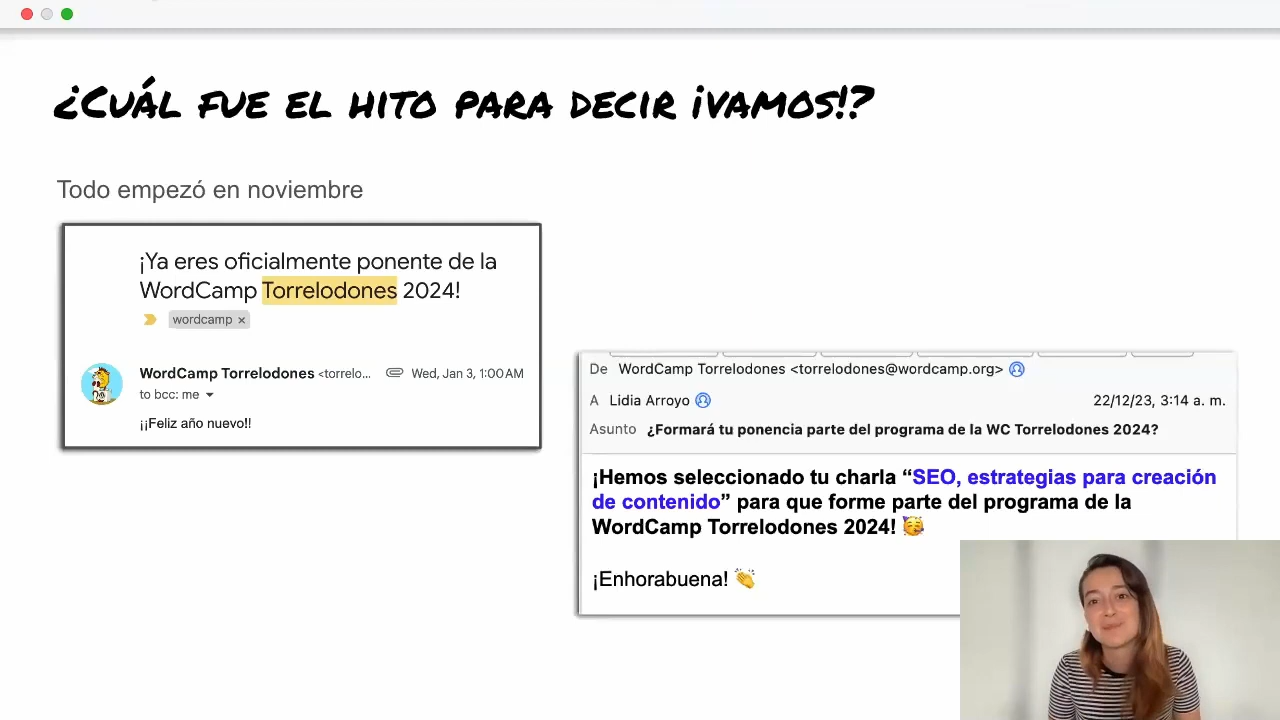 ¿Cuál fue el hito para decir ¡vamos!?
Todo empezó en noviembre
¡Ya eres oficialmente ponente de la
WordCamp Torrelodones 2024!
wordcamp ×
WordCamp Torrelodones <torrelo... Wed, Jan 3, 1:00 AM
to bcc: me
¡¡Feliz año nuevo!!
De WordCamp Torrelodones <torrelodones@wordcamp.org>
A Lidia Arroyo 22/12/23, 3:14 a. m.
Asunto ¿Formará tu ponencia parte del programa de la WC Torrelodones 2024?
¡Hemos seleccionado tu charla “SEO, estrategias para creación
de contenido” para que forme parte del programa de la
WordCamp Torrelodones 2024! 🥳
¡Enhorabuena! 👏